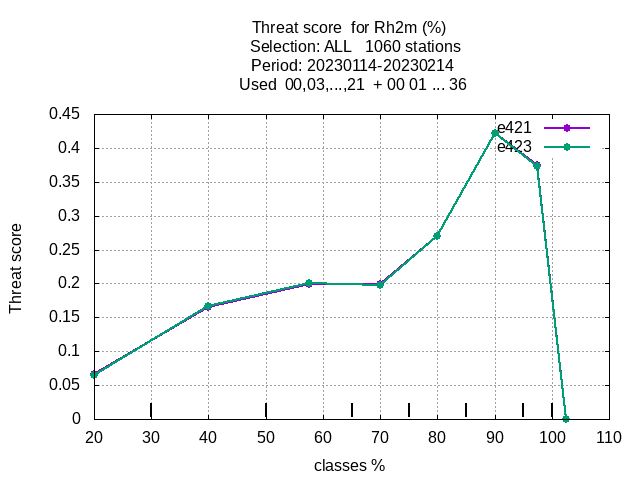 Threat score  for Rh2m (%)
Selection: ALL   1060 stations
Period: 20230114-20230214
Used  00,03,...,21  + 00 01 ... 36
e421
e423
0.45
0.4
0.35
0.3
0.25
0.2
0.15
0.1
0.05
0
Threat score
20 30 40 50 60 70 80 90 100 110
classes %